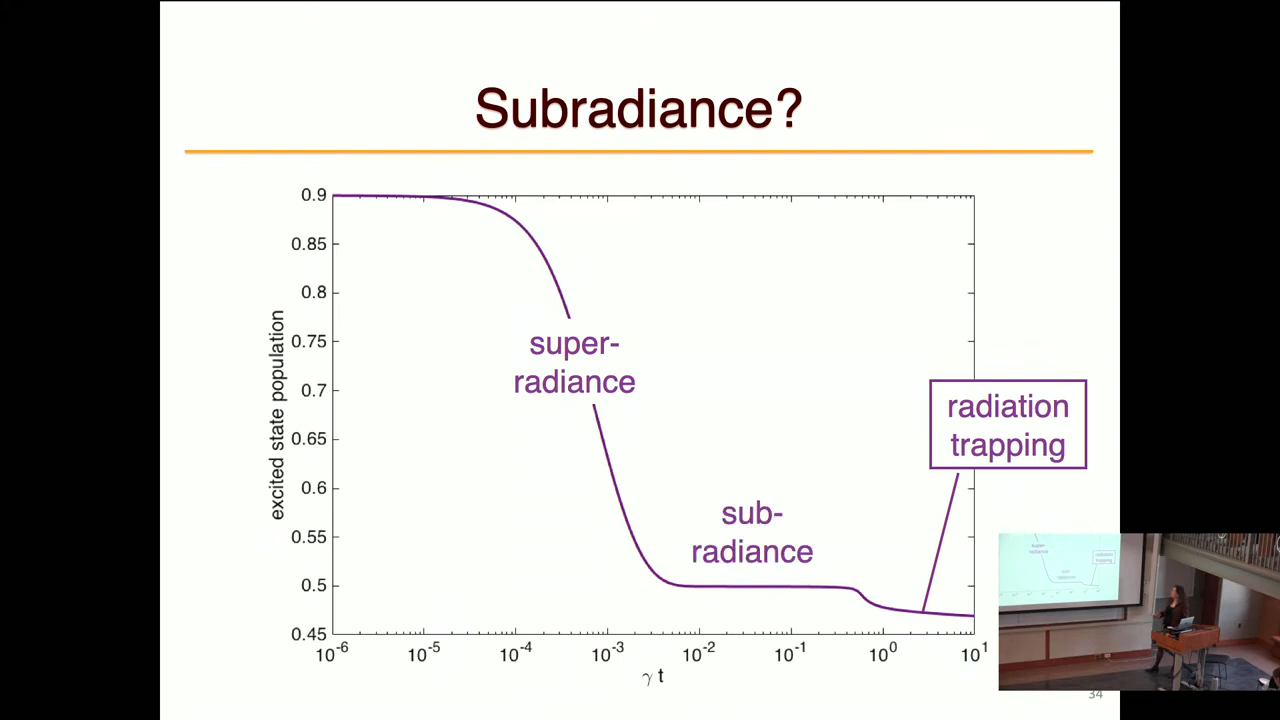 Subradiance?
0.9
0.85
0.8
0.75
0.7
0.65
0.6
0.55
0.5
0.45
excited state population
super-
radiance
sub-
radiance
radiation
trapping
10-6
10-5
10-4
10-3
10-2
10-1
100
101
γ t
34